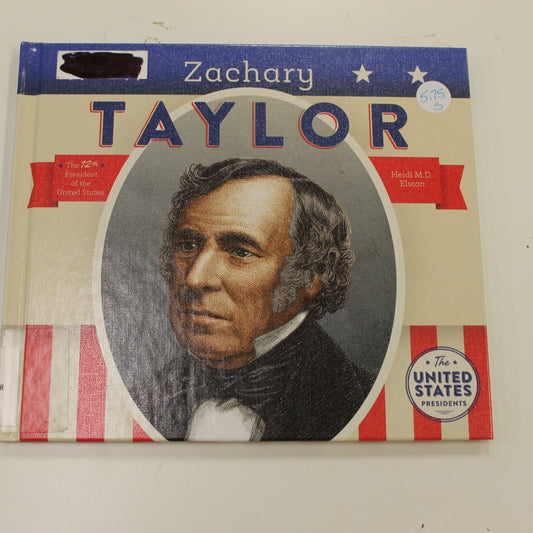 Zachary
5.75
S
TAYLOR
The 12th
President
of the
United States
Heidi M.D.
Elston
The
UNITED
STATES
PRESIDENTS
R